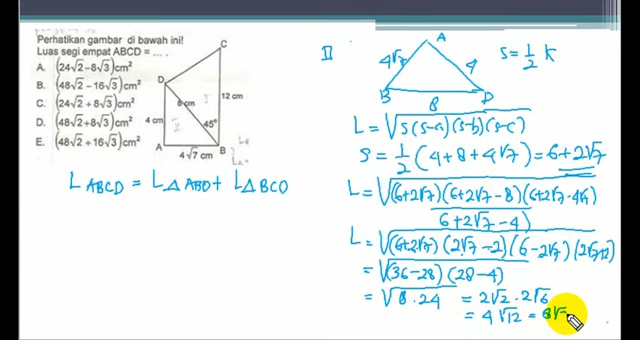 Perhatikan gambar di bawah ini!
Luas segi empat ABCD = ....
A. (24√2 – 8√3) cm²
B. (48√2 – 16√3) cm²
C. (24√2 + 8√3) cm²
D. (48√2 + 8√3) cm²
E. (48√2 + 16√3) cm²
C
D
8 cm
I
12 cm
4 cm
II
45°
A
B
4√7 cm
L ABCD = L△ ABD + L△ BCD
II
A
4√7
4
B
D
8
S = 1/2 K
L = √(s(s-a)(s-b)(s-c))
S = 1/2 (4 + 8 + 4√7) = 6 + 2√7
L = √((6+2√7)(6+2√7-8)(6+2√7-4√7)
6+2√7-4)
L = √((6+2√7)(2√7-2)(6-2√7)(2√7+2))
= √((36-28)(28-4))
= √(8 . 24) = 2√2 . 2√6
= 4√12 = 8√